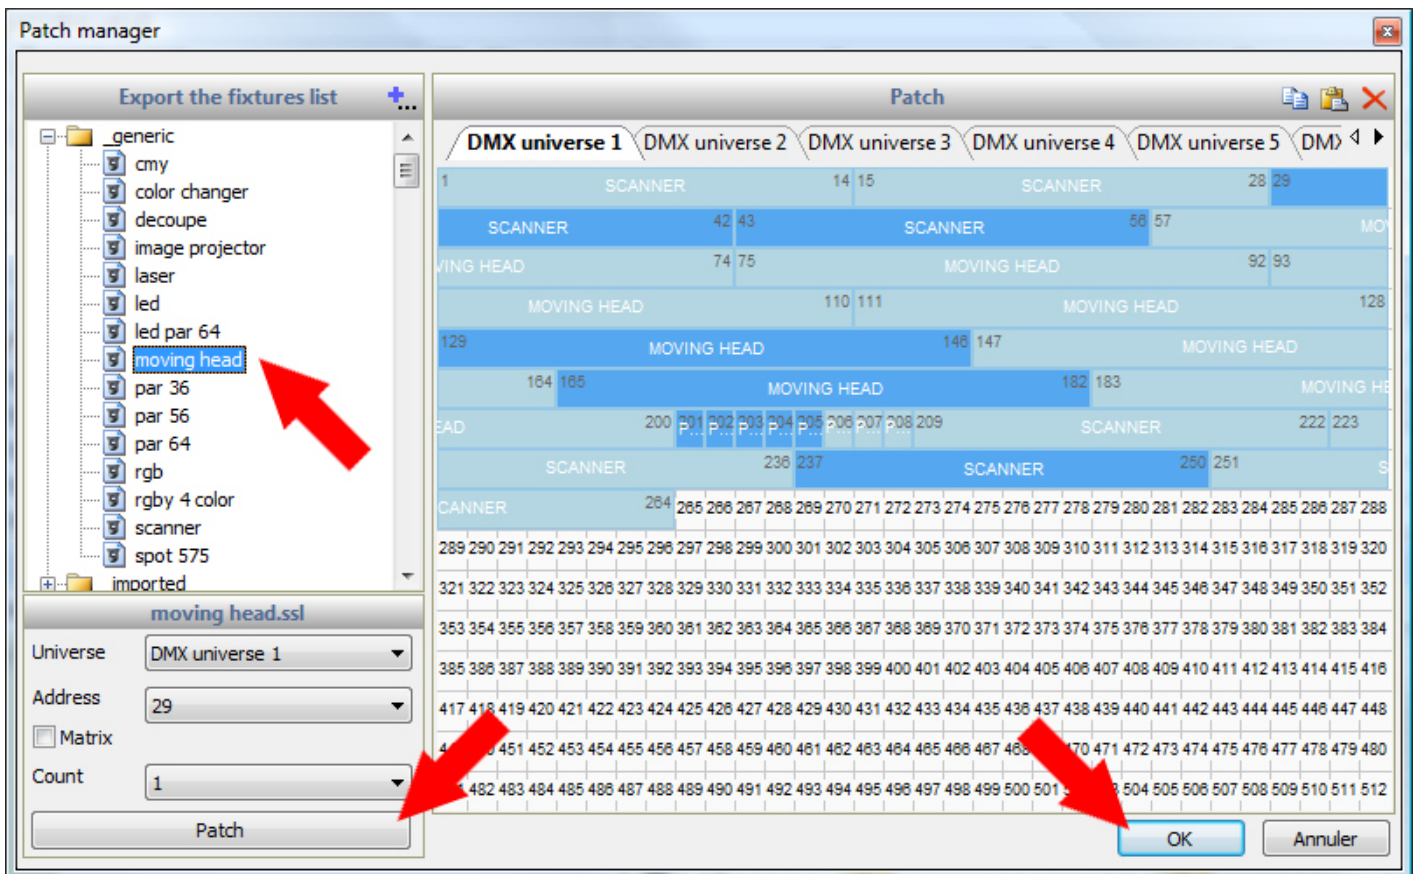 Patch manager
Export the fixtures list
_generic
cmy
color changer
decoupe
image projector
laser
led
led par 64
moving head
par 36
par 56
par 64
rgb
rgby 4 color
scanner
spot 575
_imported
moving head.ssl
Universe DMX universe 1
Address 29
Matrix
Count 1
Patch
Patch
DMX universe 1 DMX universe 2 DMX universe 3 DMX universe 4 DMX universe 5 DMX
1 SCANNER 14 15 SCANNER 28 29
SCANNER 42 43 SCANNER 56 57 MOV
VING HEAD 74 75 MOVING HEAD 92 93
MOVING HEAD 110 111 MOVING HEAD 128
129 MOVING HEAD 146 147 MOVING HEAD
164 165 MOVING HEAD 182 183 MOVING HE
EAD 200 201 202 203 204 205 206 207 208 209 SCANNER 222 223
P... P... P... P... P... P... P... P...
SCANNER 236 237 SCANNER 250 251 S
CANNER 264 265 266 267 268 269 270 271 272 273 274 275 276 277 278 279 280 281 282 283 284 285 286 287 288
289 290 291 292 293 294 295 296 297 298 299 300 301 302 303 304 305 306 307 308 309 310 311 312 313 314 315 316 317 318 319 320
321 322 323 324 325 326 327 328 329 330 331 332 333 334 335 336 337 338 339 340 341 342 343 344 345 346 347 348 349 350 351 352
353 354 355 356 357 358 359 360 361 362 363 364 365 366 367 368 369 370 371 372 373 374 375 376 377 378 379 380 381 382 383 384
385 386 387 388 389 390 391 392 393 394 395 396 397 398 399 400 401 402 403 404 405 406 407 408 409 410 411 412 413 414 415 416
417 418 419 420 421 422 423 424 425 426 427 428 429 430 431 432 433 434 435 436 437 438 439 440 441 442 443 444 445 446 447 448
451 452 453 454 455 456 457 458 459 460 461 462 463 464 465 466 467 470 471 472 473 474 475 476 477 478 479 480
482 483 484 485 486 487 488 489 490 491 492 493 494 495 496 497 498 499 500 501 504 505 506 507 508 509 510 511 512
OK Annuler